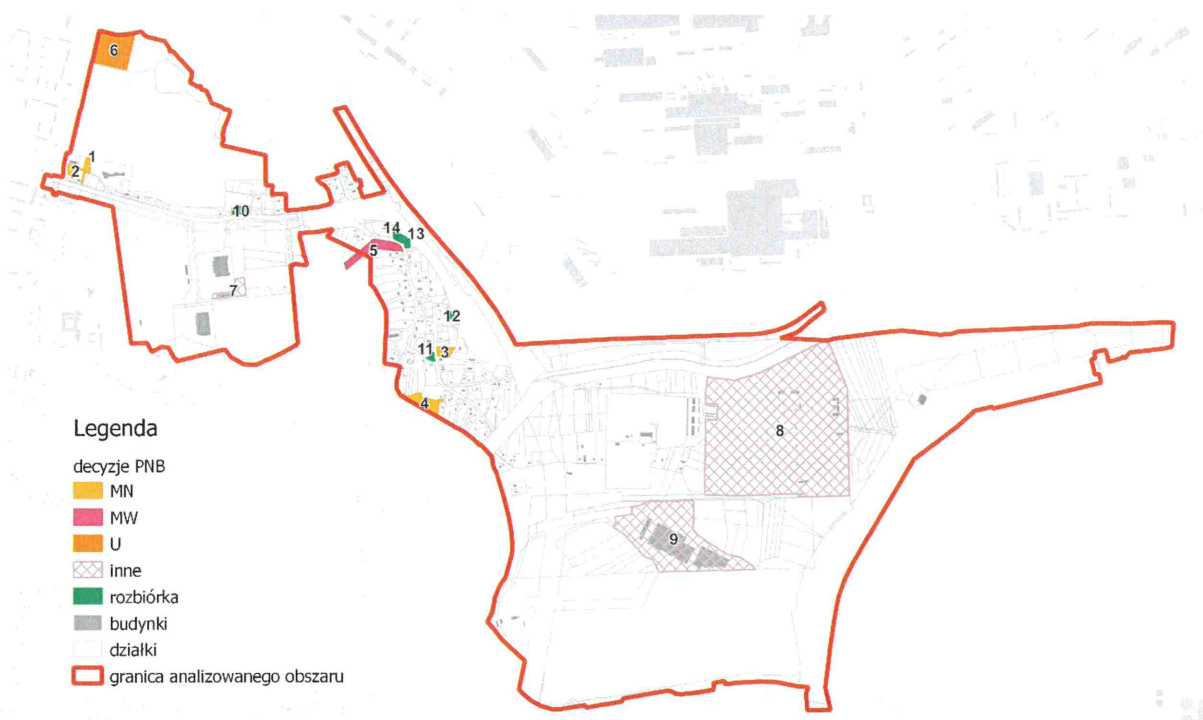 6
1
2
10
14
13
5
7
12
11
3
4
8
9
Legenda
decyzje PNB
MN
MW
U
inne
rozbiórka
budynki
działki
granica analizowanego obszaru